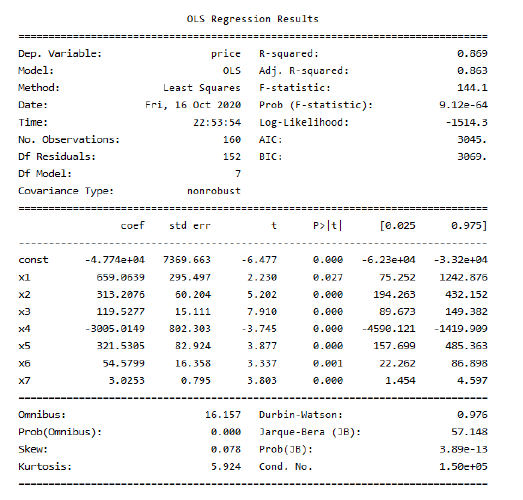 OLS Regression Results
Dep. Variable: price R-squared: 0.869
Model: OLS Adj. R-squared: 0.863
Method: Least Squares F-statistic: 144.1
Date: Fri, 16 Oct 2020 Prob (F-statistic): 9.12e-64
Time: 22:53:54 Log-Likelihood: -1514.3
No. Observations: 160 AIC: 3045.
Df Residuals: 152 BIC: 3069.
Df Model: 7
Covariance Type: nonrobust
coef std err t P>|t| [0.025 0.975]
const -4.774e+04 7369.663 -6.477 0.000 -6.23e+04 -3.32e+04
x1 659.0639 295.497 2.230 0.027 75.252 1242.876
x2 313.2076 60.204 5.202 0.000 194.263 432.152
x3 119.5277 15.111 7.910 0.000 89.673 149.382
x4 -3005.0149 802.303 -3.745 0.000 -4590.121 -1419.909
x5 321.5305 82.924 3.877 0.000 157.699 485.363
x6 54.5799 16.358 3.337 0.001 22.262 86.898
x7 3.0253 0.795 3.803 0.000 1.454 4.597
Omnibus: 16.157 Durbin-Watson: 0.976
Prob(Omnibus): 0.000 Jarque-Bera (JB): 57.148
Skew: 0.078 Prob(JB): 3.89e-13
Kurtosis: 5.924 Cond. No. 1.50e+05